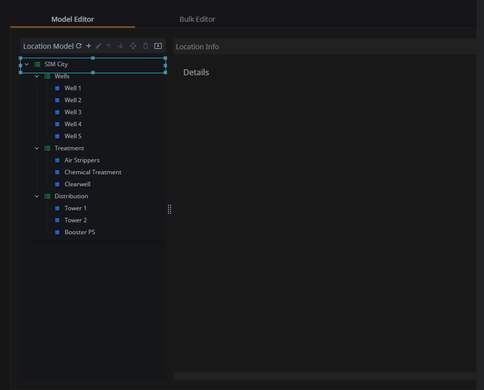 Model Editor
Bulk Editor
Location Model
Location Info
SIM City
Details
Wells
Well 1
Well 2
Well 3
Well 4
Well 5
Treatment
Air Strippers
Chemical Treatment
Clearwell
Distribution
Tower 1
Tower 2
Booster PS